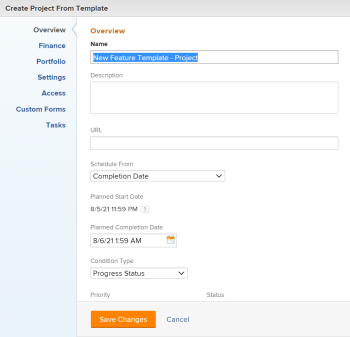 Create Project From Template
Overview
Finance
Portfolio
Settings
Access
Custom Forms
Tasks
Overview
Name
New Feature Template - Project
Description
URL
Schedule From
Completion Date
Planned Start Date
8/5/21 11:59 PM ?
Planned Completion Date
8/6/21 1:59 AM
Condition Type
Progress Status
Priority Status
Save Changes Cancel